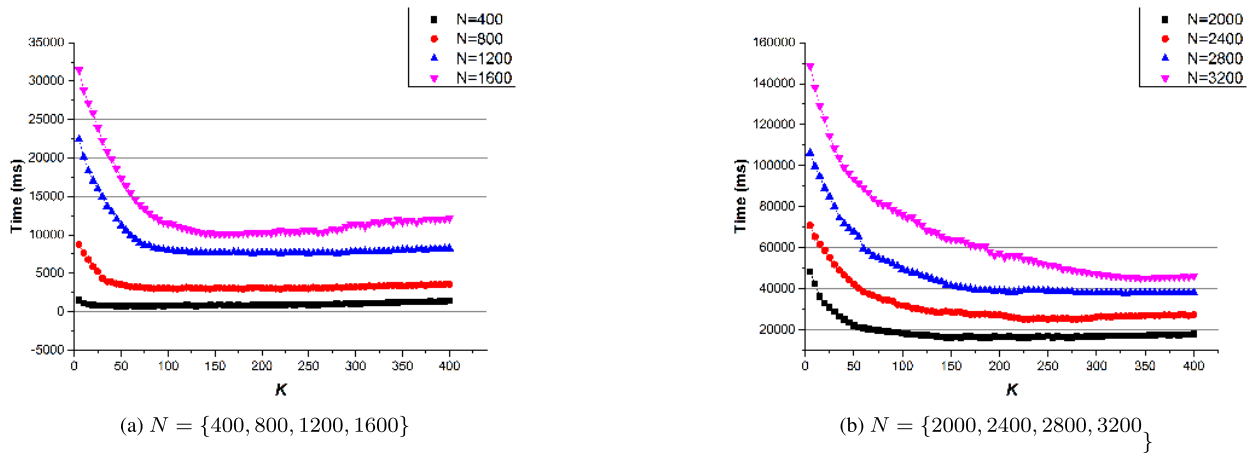 N=400
N=800
N=1200
N=1600
35000
30000
25000
20000
15000
10000
5000
0
-5000
Time (ms)
0 50 100 150 200 250 300 350 400
K
(a) N = {400, 800, 1200, 1600}
N=2000
N=2400
N=2800
N=3200
160000
140000
120000
100000
80000
60000
40000
20000
Time (ms)
0 50 100 150 200 250 300 350 400
K
(b) N = {2000, 2400, 2800, 3200
}